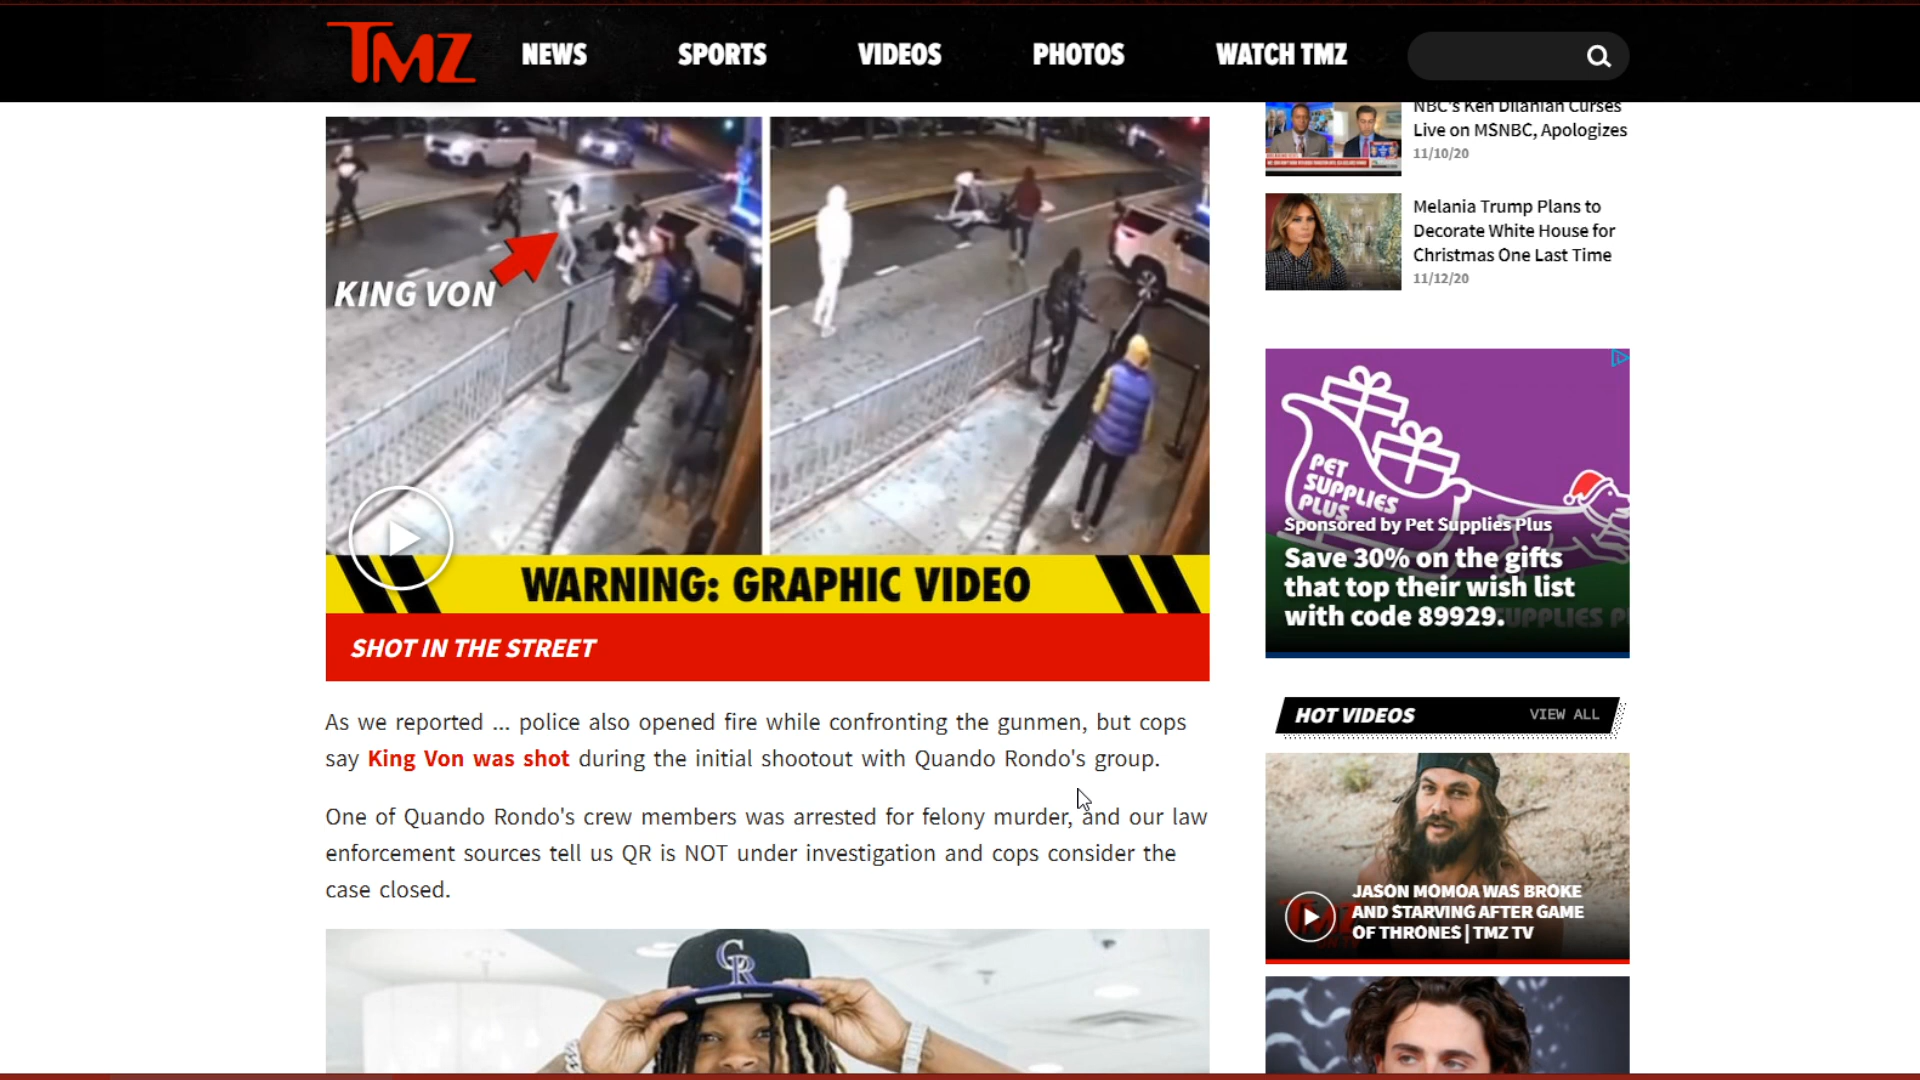 TMZ
NEWS
SPORTS
VIDEOS
PHOTOS
WATCH TMZ
KING VON
WARNING: GRAPHIC VIDEO
SHOT IN THE STREET
As we reported ... police also opened fire while confronting the gunmen, but cops
say King Von was shot during the initial shootout with Quando Rondo's group.
One of Quando Rondo's crew members was arrested for felony murder, and our law
enforcement sources tell us QR is NOT under investigation and cops consider the
case closed.
CR
NBC's Ken Dilanian Curses
Live on MSNBC, Apologizes
11/10/20
Melania Trump Plans to
Decorate White House for
Christmas One Last Time
11/12/20
PET
SUPPLIES
PLUS
Sponsored by Pet Supplies Plus
Save 30% on the gifts
that top their wish list
with code 89929.
HOT VIDEOS
VIEW ALL
JASON MOMOA WAS BROKE
AND STARVING AFTER GAME
OF THRONES | TMZ TV